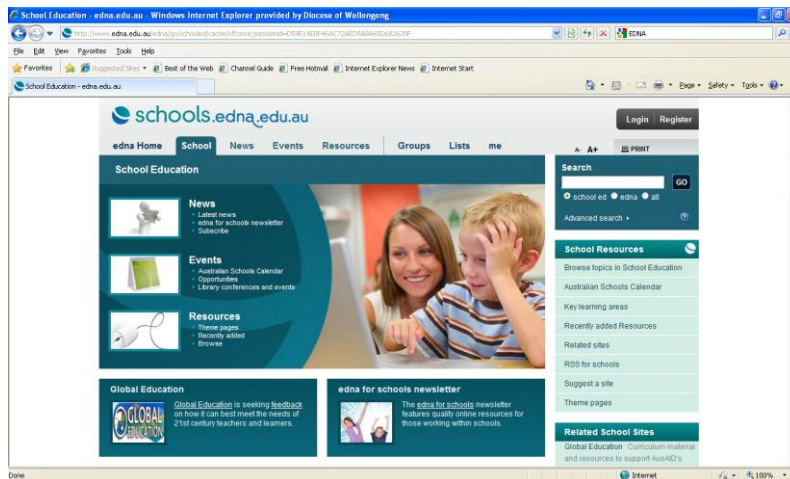 School Education - edna.edu.au - Windows Internet Explorer provided by Diocese of Wollongong
EDNA
File Edit View Favorites Tools Help
Favorites Suggested Sites Best of the Web Channel Guide Free Hotmail Internet Explorer News Internet Start
School Education - edna.edu.au
Page Safety Tools
schools.edna.edu.au
Login | Register
edna Home School News Events Resources Groups Lists me
A- A+ PRINT
School Education
News
Latest news
edna for schools newsletter
Subscribe
Events
Australian Schools Calendar
Opportunities
Library conferences and events
Resources
Theme pages
Recently added
Browse
Search
GO
school ed edna all
Advanced search
School Resources
Browse topics in School Education
Australian Schools Calendar
Key learning areas
Recently added Resources
Related sites
RSS for schools
Suggest a site
Theme pages
Global Education
GLOBAL EDUCATION
Global Education is seeking feedback
on how it can best meet the needs of
21st century teachers and learners.
edna for schools newsletter
The edna for schools newsletter
features quality online resources for
those working within schools.
Related School Sites
Global Education Curriculum material
and resources to support AusAID's
Done
Internet
100%